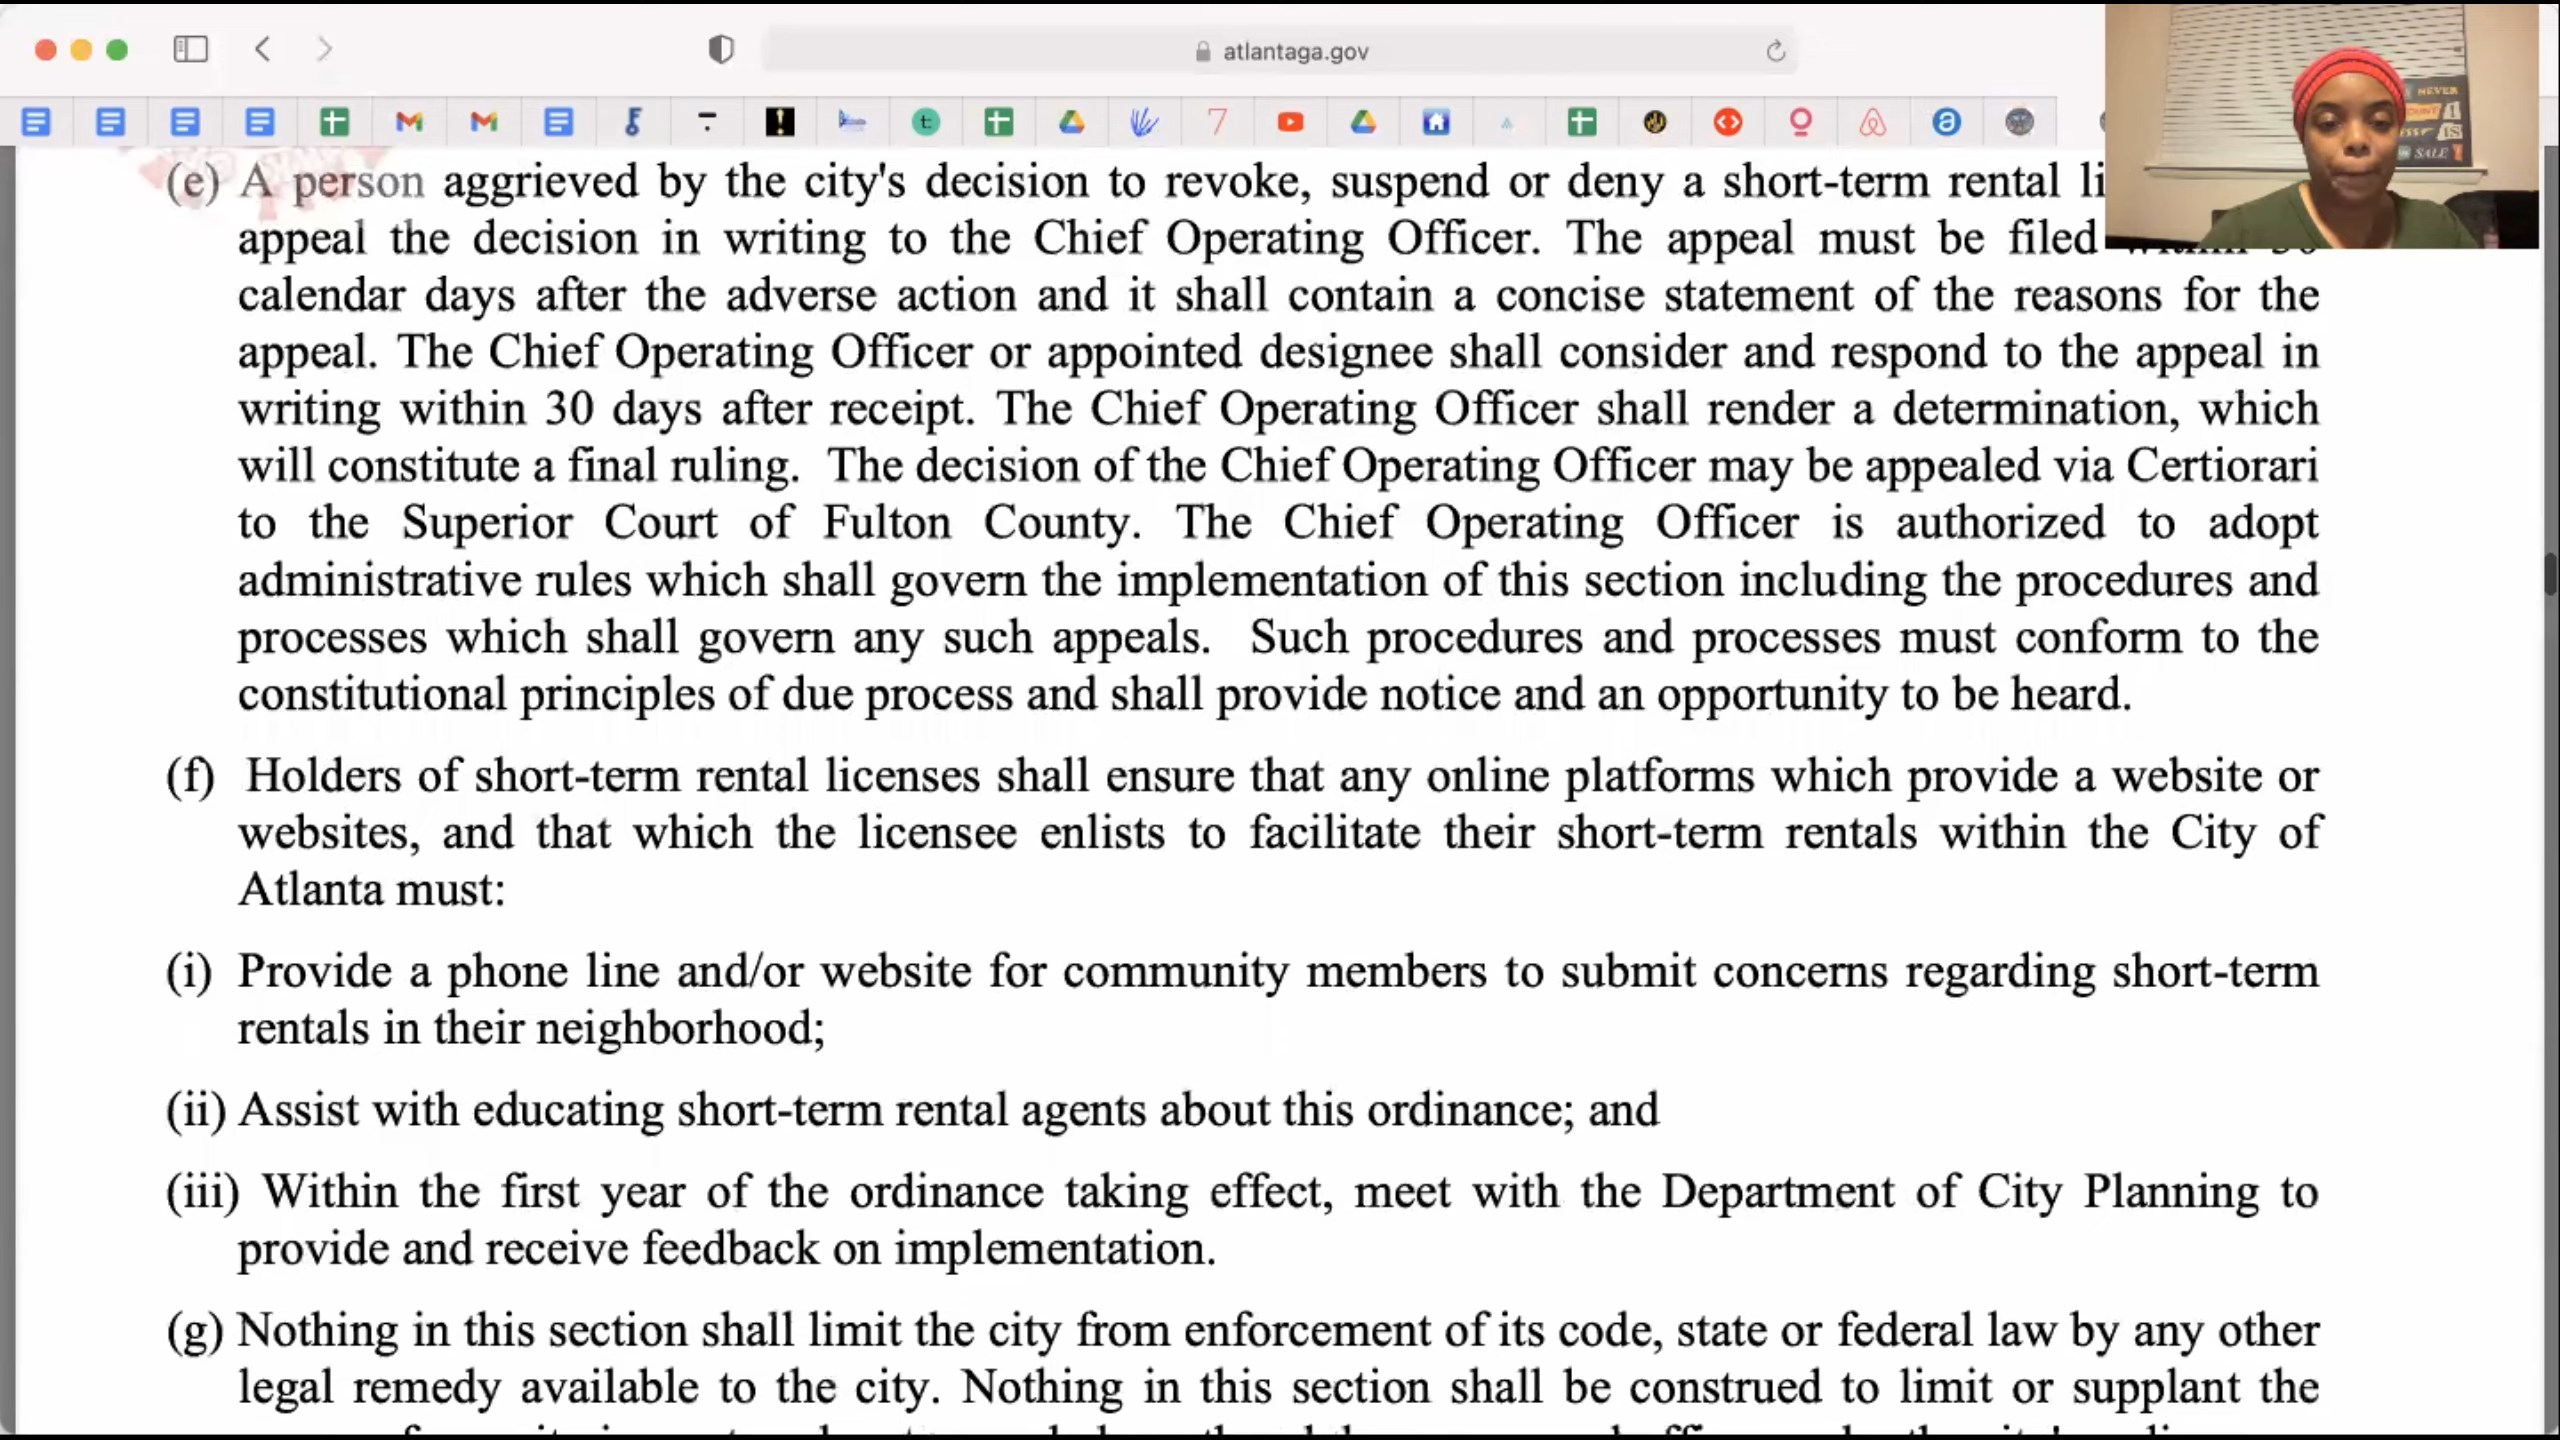 atlantaga.gov
NEVER
IS
SALE
(e) A person aggrieved by the city's decision to revoke, suspend or deny a short-term rental li
appeal the decision in writing to the Chief Operating Officer. The appeal must be filed within 30
calendar days after the adverse action and it shall contain a concise statement of the reasons for the
appeal. The Chief Operating Officer or appointed designee shall consider and respond to the appeal in
writing within 30 days after receipt. The Chief Operating Officer shall render a determination, which
will constitute a final ruling.  The decision of the Chief Operating Officer may be appealed via Certiorari
to the Superior Court of Fulton County. The Chief Operating Officer is authorized to adopt
administrative rules which shall govern the implementation of this section including the procedures and
processes which shall govern any such appeals.  Such procedures and processes must conform to the
constitutional principles of due process and shall provide notice and an opportunity to be heard.
(f) Holders of short-term rental licenses shall ensure that any online platforms which provide a website or
websites, and that which the licensee enlists to facilitate their short-term rentals within the City of
Atlanta must:
(i) Provide a phone line and/or website for community members to submit concerns regarding short-term
rentals in their neighborhood;
(ii) Assist with educating short-term rental agents about this ordinance; and
(iii) Within the first year of the ordinance taking effect, meet with the Department of City Planning to
provide and receive feedback on implementation.
(g) Nothing in this section shall limit the city from enforcement of its code, state or federal law by any other
legal remedy available to the city. Nothing in this section shall be construed to limit or supplant the